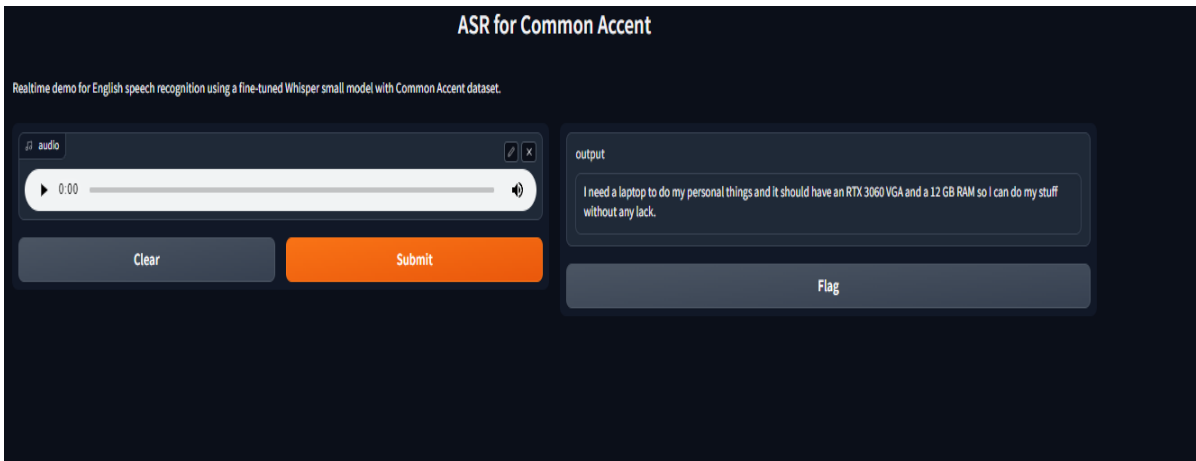 ASR for Common Accent
Realtime demo for English speech recognition using a fine-tuned Whisper small model with Common Accent dataset.
audio
0:00
Clear
Submit
output
I need a laptop to do my personal things and it should have an RTX 3060 VGA and a 12 GB RAM so I can do my stuff
without any lack.
Flag